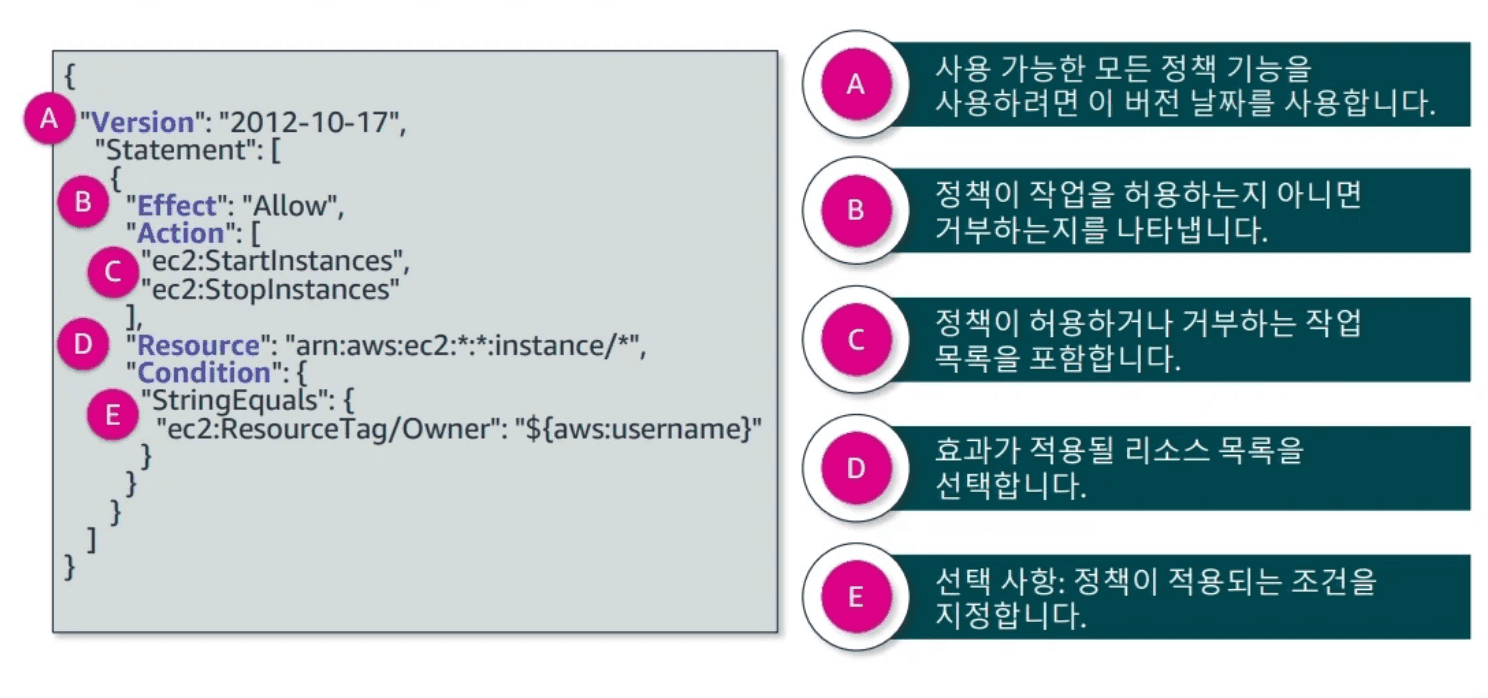 {
A "Version": "2012-10-17",
"Statement": [
{
B "Effect": "Allow",
"Action": [
C "ec2:StartInstances",
"ec2:StopInstances"
],
D "Resource": "arn:aws:ec2:*:*:instance/*",
"Condition": {
E "StringEquals": {
"ec2:ResourceTag/Owner": "${aws:username}"
}
}
}
]
}
A 사용 가능한 모든 정책 기능을
사용하려면 이 버전 날짜를 사용합니다.
B 정책이 작업을 허용하는지 아니면
거부하는지를 나타냅니다.
C 정책이 허용하거나 거부하는 작업
목록을 포함합니다.
D 효과가 적용될 리소스 목록을
선택합니다.
E 선택 사항: 정책이 적용되는 조건을
지정합니다.